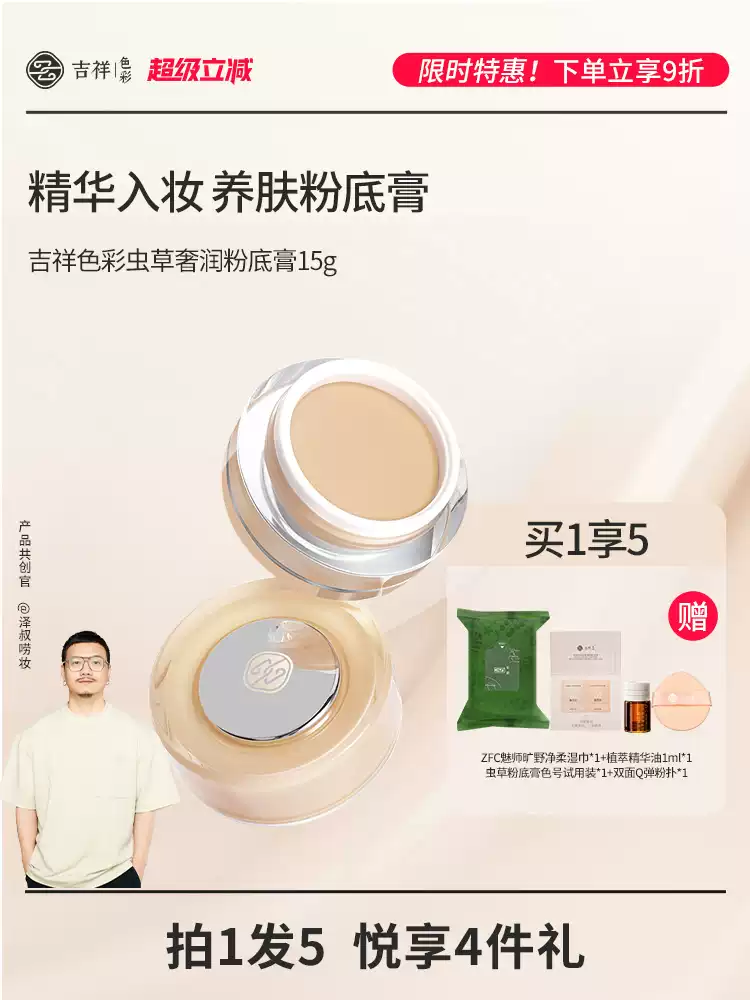 吉祥|色彩 超级立减
限时特惠！下单立享9折
精华入妆 养肤粉底膏
吉祥色彩虫草奢润粉底膏15g
产品共创官 @泽叔唠妆
买1享5
赠
ZFC魅师旷野净柔湿巾*1+植萃精华油1ml*1
虫草粉底膏色号试用装*1+双面Q弹粉扑*1
拍1发5 悦享4件礼